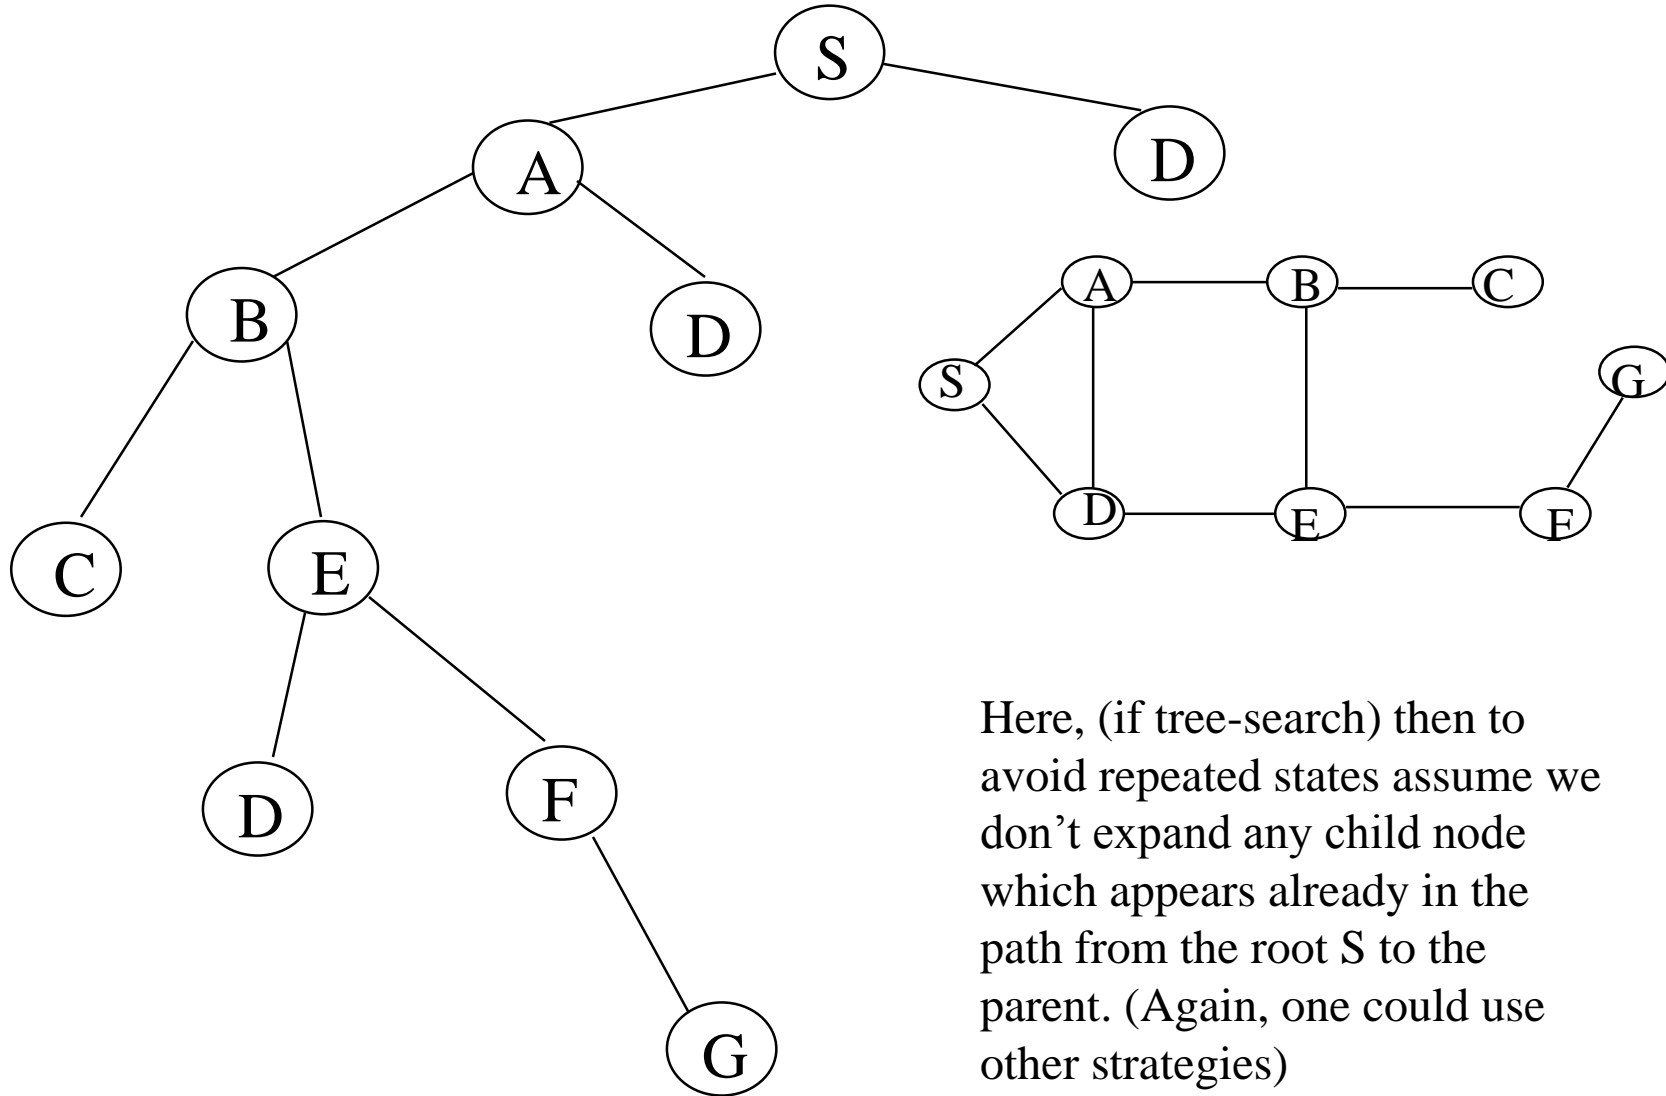 S
A
D
B
D
C
E
D
F
G
A
B
C
S
G
D
E
F
Here, (if tree-search) then to
avoid repeated states assume we
don’t expand any child node
which appears already in the
path from the root S to the
parent. (Again, one could use
other strategies)